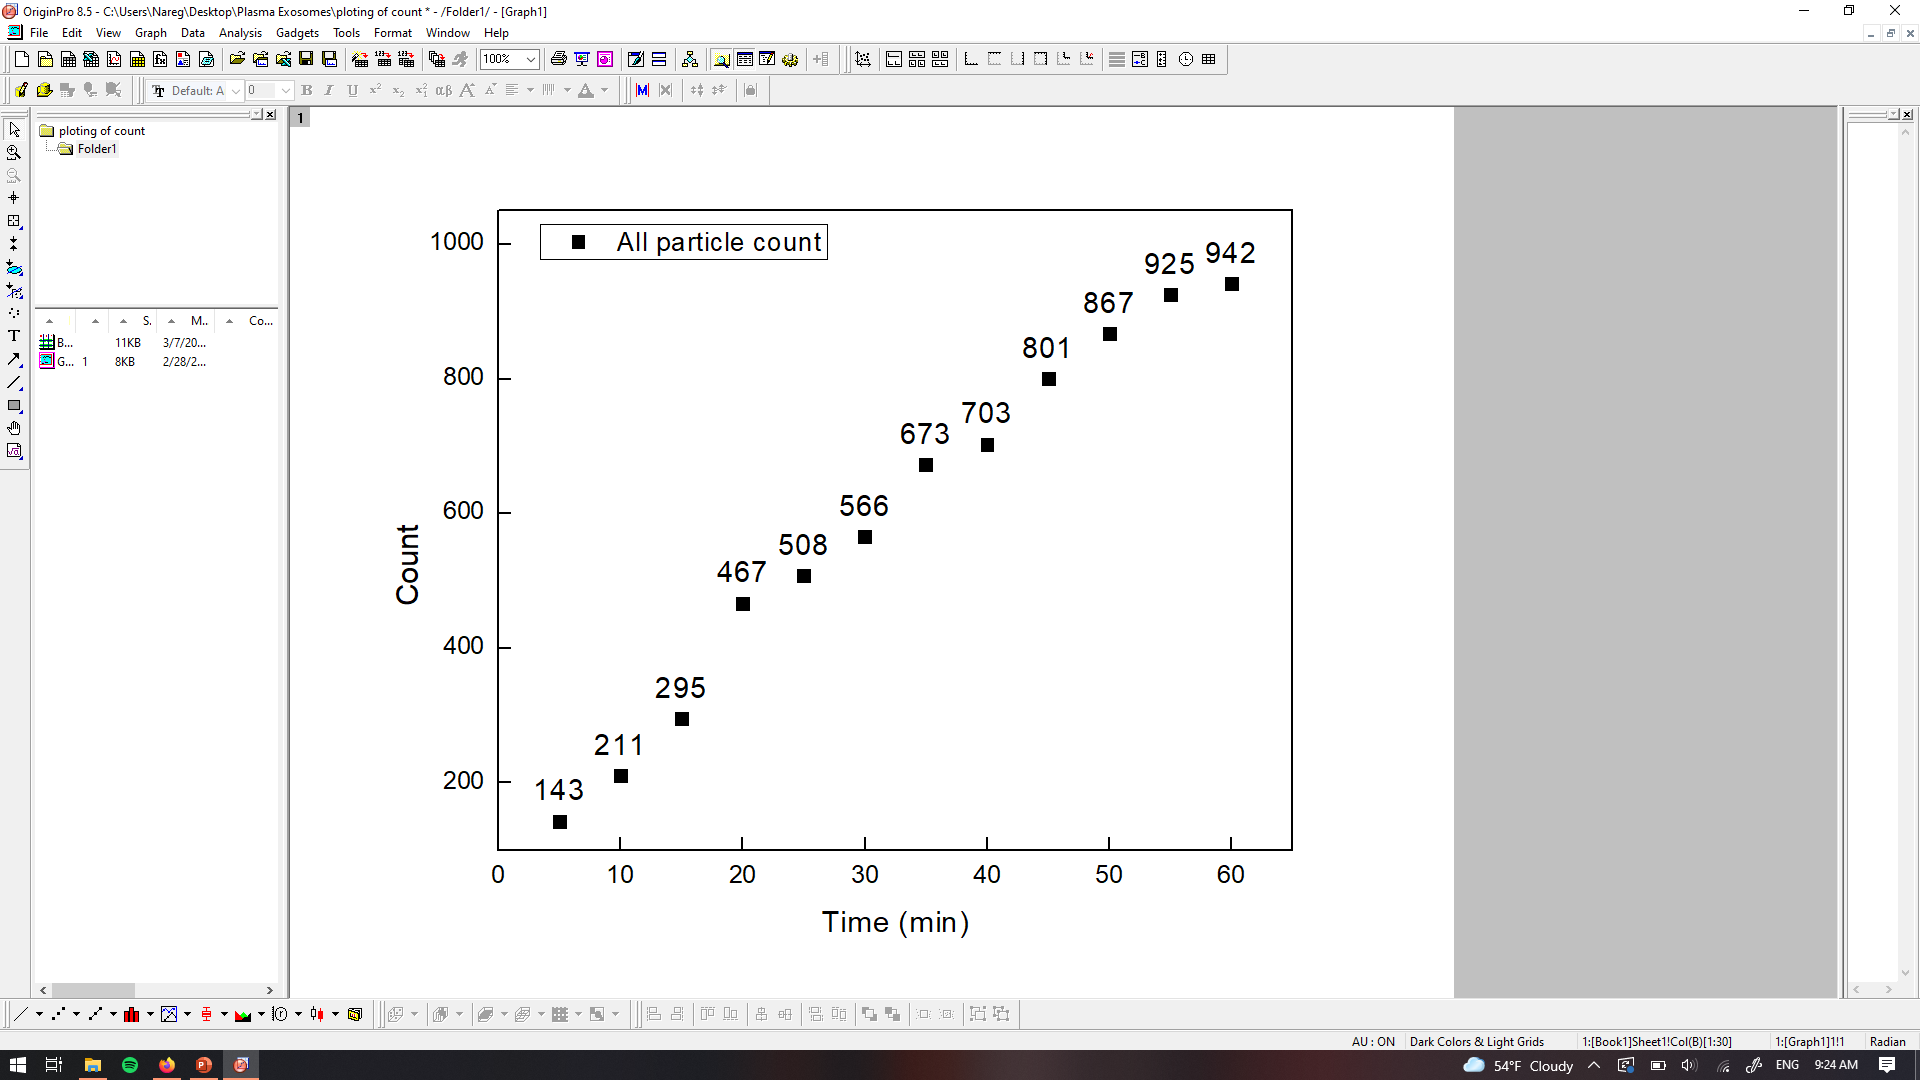 OriginPro 8.5 - C:\Users\Nareg\Desktop\Plasma Exosomes\ploting of count * - /Folder1/ - [Graph1]
File Edit View Graph Data Analysis Gadgets Tools Format Window Help
100%
Default: A 0 B I U x² x₂ αβ
ploting of count
Folder1
S. M.. Co...
B... 11KB 3/7/20...
G... 1 8KB 2/28/2...
1
All particle count
1000
800
600
400
200
Count
143
211
295
467
508
566
673
703
801
867
925
942
0 10 20 30 40 50 60
Time (min)
AU : ON Dark Colors & Light Grids 1:[Book1]Sheet1!Col(B)[1:30] 1:[Graph1]1!1 Radian
54°F Cloudy ENG 9:24 AM